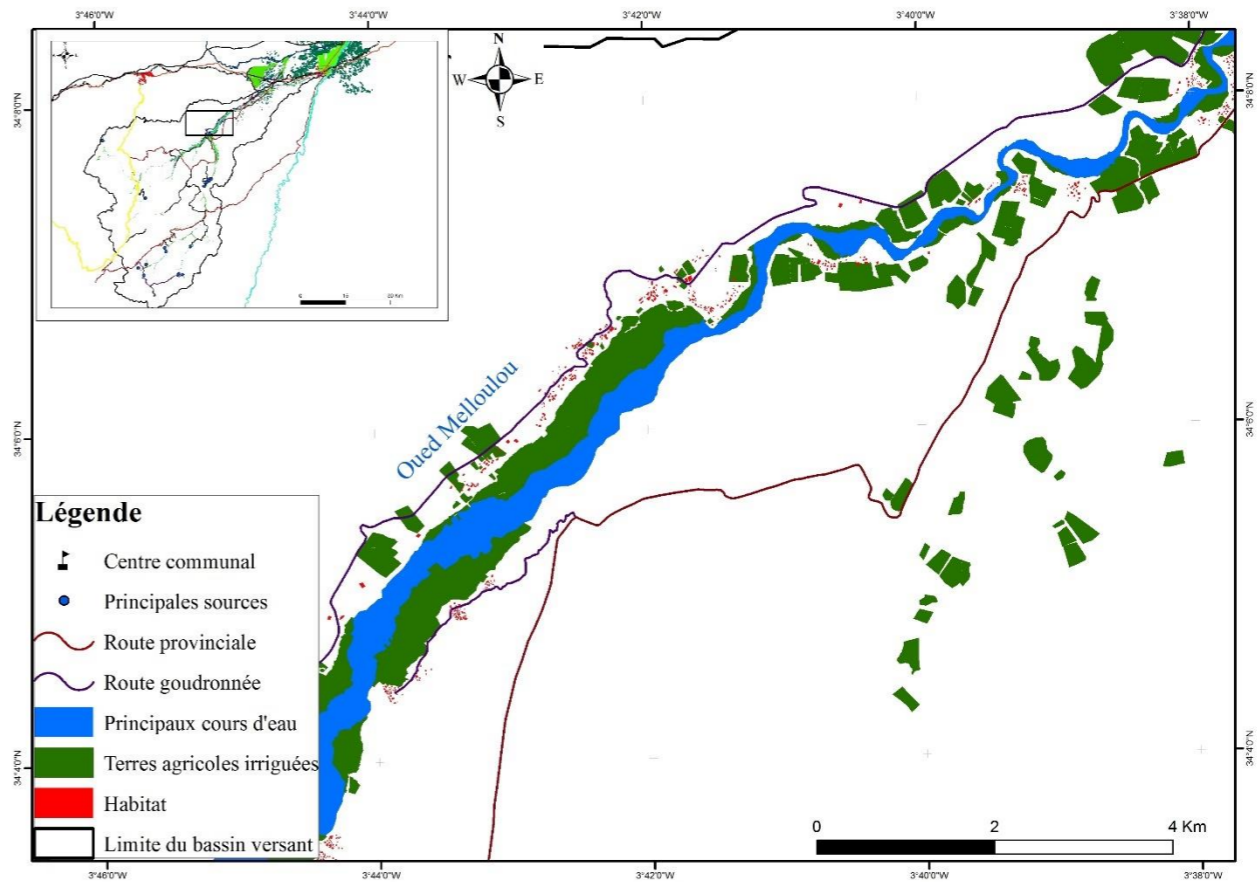 3°46'0"W 3°44'0"W 3°42'0"W 3°40'0"W 3°38'0"W
N
W E
S
34°8'0"N 34°8'0"N
Oued Melloulou
34°6'0"N
Légende
Centre communal
Principales sources
Route provinciale
Route goudronnée
Principaux cours d'eau
Terres agricoles irriguées
Habitat
Limite du bassin versant
34°6'0"N
34°4'0"N 34°4'0"N
0 2 4 Km
3°46'0"W 3°44'0"W 3°42'0"W 3°40'0"W 3°38'0"W